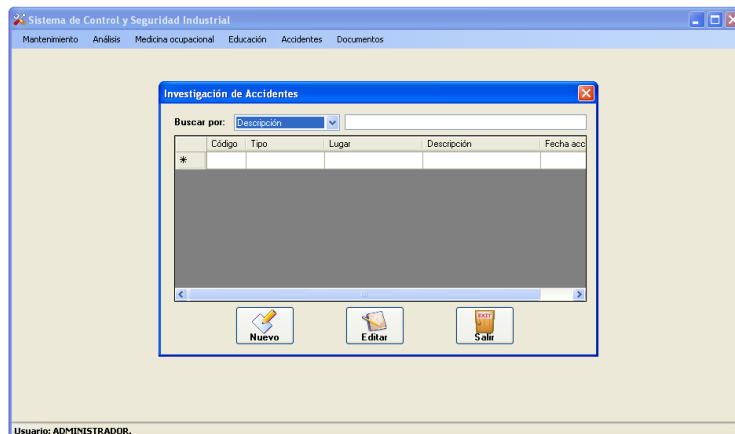 Sistema de Control y Seguridad Industrial
Mantenimiento Análisis Medicina ocupacional Educación Accidentes Documentos
Investigación de Accidentes
Buscar por: Descripción
Código Tipo Lugar Descripción Fecha acc
*
EXIT
Nuevo Editar Salir
Usuario: ADMINISTRADOR.